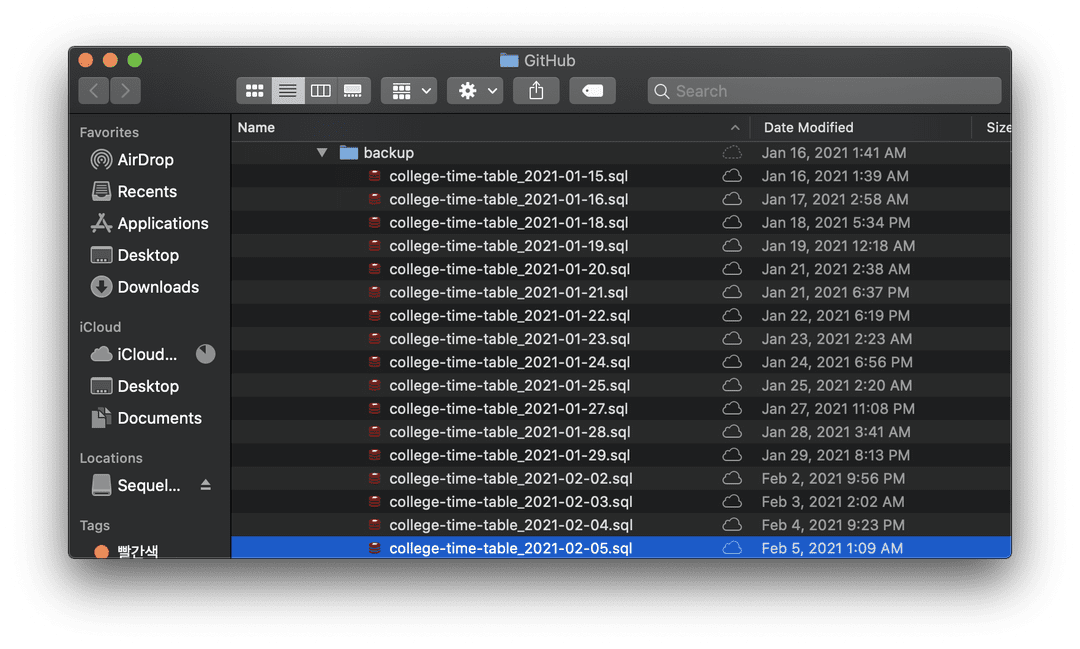 GitHub
Search
Favorites
AirDrop
Recents
Applications
Desktop
Downloads
iCloud
iCloud...
Desktop
Documents
Locations
Sequel...
Tags
빨간색
Name Date Modified Size
backup Jan 16, 2021 1:41 AM
college-time-table_2021-01-15.sql Jan 16, 2021 1:39 AM
college-time-table_2021-01-16.sql Jan 17, 2021 2:58 AM
college-time-table_2021-01-18.sql Jan 18, 2021 5:34 PM
college-time-table_2021-01-19.sql Jan 19, 2021 12:18 AM
college-time-table_2021-01-20.sql Jan 21, 2021 2:38 AM
college-time-table_2021-01-21.sql Jan 21, 2021 6:37 PM
college-time-table_2021-01-22.sql Jan 22, 2021 6:19 PM
college-time-table_2021-01-23.sql Jan 23, 2021 2:23 AM
college-time-table_2021-01-24.sql Jan 24, 2021 6:56 PM
college-time-table_2021-01-25.sql Jan 25, 2021 2:20 AM
college-time-table_2021-01-27.sql Jan 27, 2021 11:08 PM
college-time-table_2021-01-28.sql Jan 28, 2021 3:41 AM
college-time-table_2021-01-29.sql Jan 29, 2021 8:13 PM
college-time-table_2021-02-02.sql Feb 2, 2021 9:56 PM
college-time-table_2021-02-03.sql Feb 3, 2021 2:02 AM
college-time-table_2021-02-04.sql Feb 4, 2021 9:23 PM
college-time-table_2021-02-05.sql Feb 5, 2021 1:09 AM